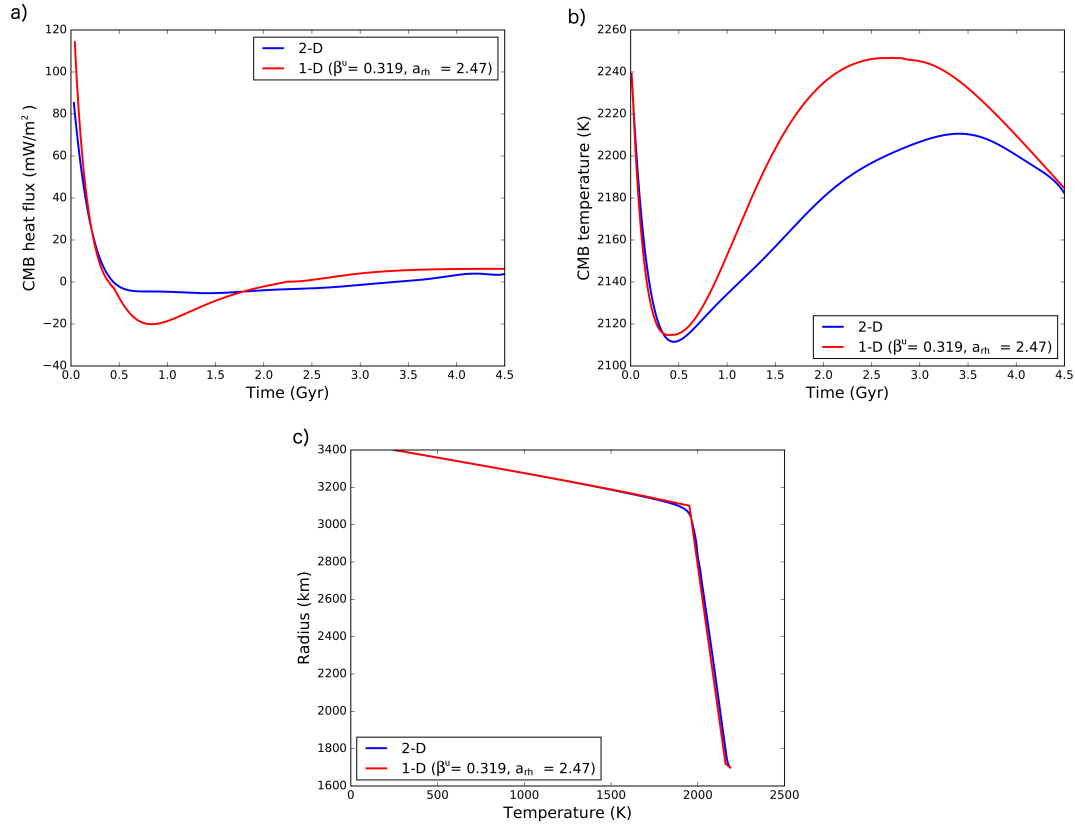 a)
120
100
80
60
40
20
0
−20
−40
CMB heat flux (mW/m²)
0.0 0.5 1.0 1.5 2.0 2.5 3.0 3.5 4.0 4.5
Time (Gyr)
2-D
1-D (βᵘ= 0.319, aᵣₕ = 2.47)
b)
2260
2240
2220
2200
2180
2160
2140
2120
2100
CMB temperature (K)
0.0 0.5 1.0 1.5 2.0 2.5 3.0 3.5 4.0 4.5
Time (Gyr)
2-D
1-D (βᵘ= 0.319, aᵣₕ = 2.47)
c)
3400
3200
3000
2800
2600
2400
2200
2000
1800
1600
Radius (km)
0 500 1000 1500 2000 2500
Temperature (K)
2-D
1-D (βᵘ= 0.319, aᵣₕ = 2.47)